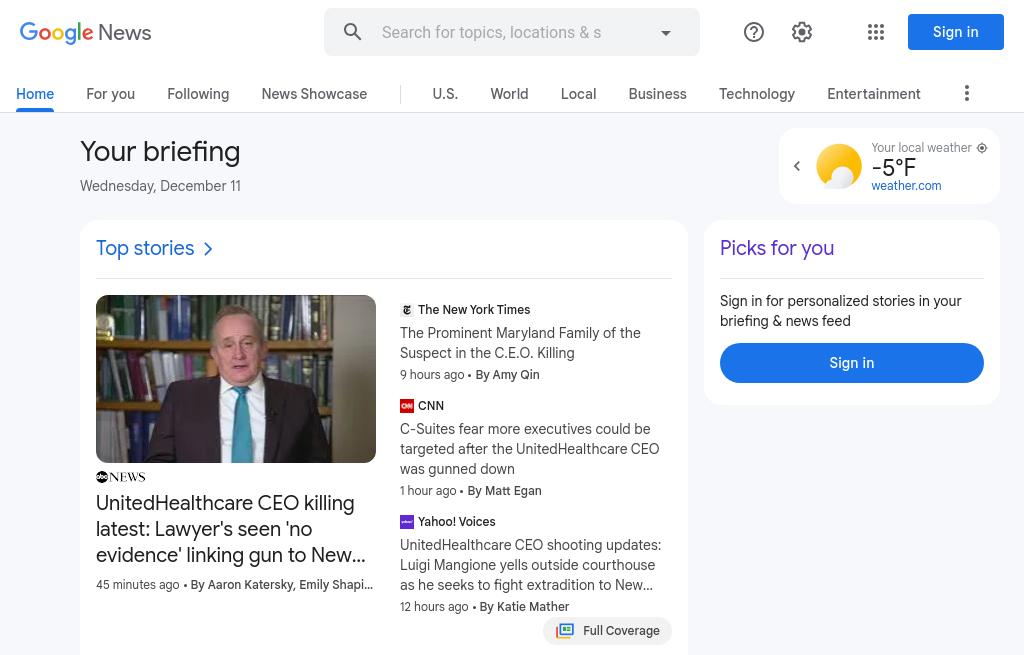 Google News
Search for topics, locations & s
Sign in
Home
For you
Following
News Showcase
U.S.
World
Local
Business
Technology
Entertainment
Your briefing
Wednesday, December 11
Your local weather
-5°F
weather.com
Top stories
Picks for you
Sign in for personalized stories in your
briefing & news feed
Sign in
abc NEWS
UnitedHealthcare CEO killing
latest: Lawyer's seen 'no
evidence' linking gun to New...
45 minutes ago • By Aaron Katersky, Emily Shapi...
The New York Times
The Prominent Maryland Family of the
Suspect in the C.E.O. Killing
9 hours ago • By Amy Qin
CNN CNN
C-Suites fear more executives could be
targeted after the UnitedHealthcare CEO
was gunned down
1 hour ago • By Matt Egan
yahoo! Yahoo! Voices
UnitedHealthcare CEO shooting updates:
Luigi Mangione yells outside courthouse
as he seeks to fight extradition to New...
12 hours ago • By Katie Mather
Full Coverage